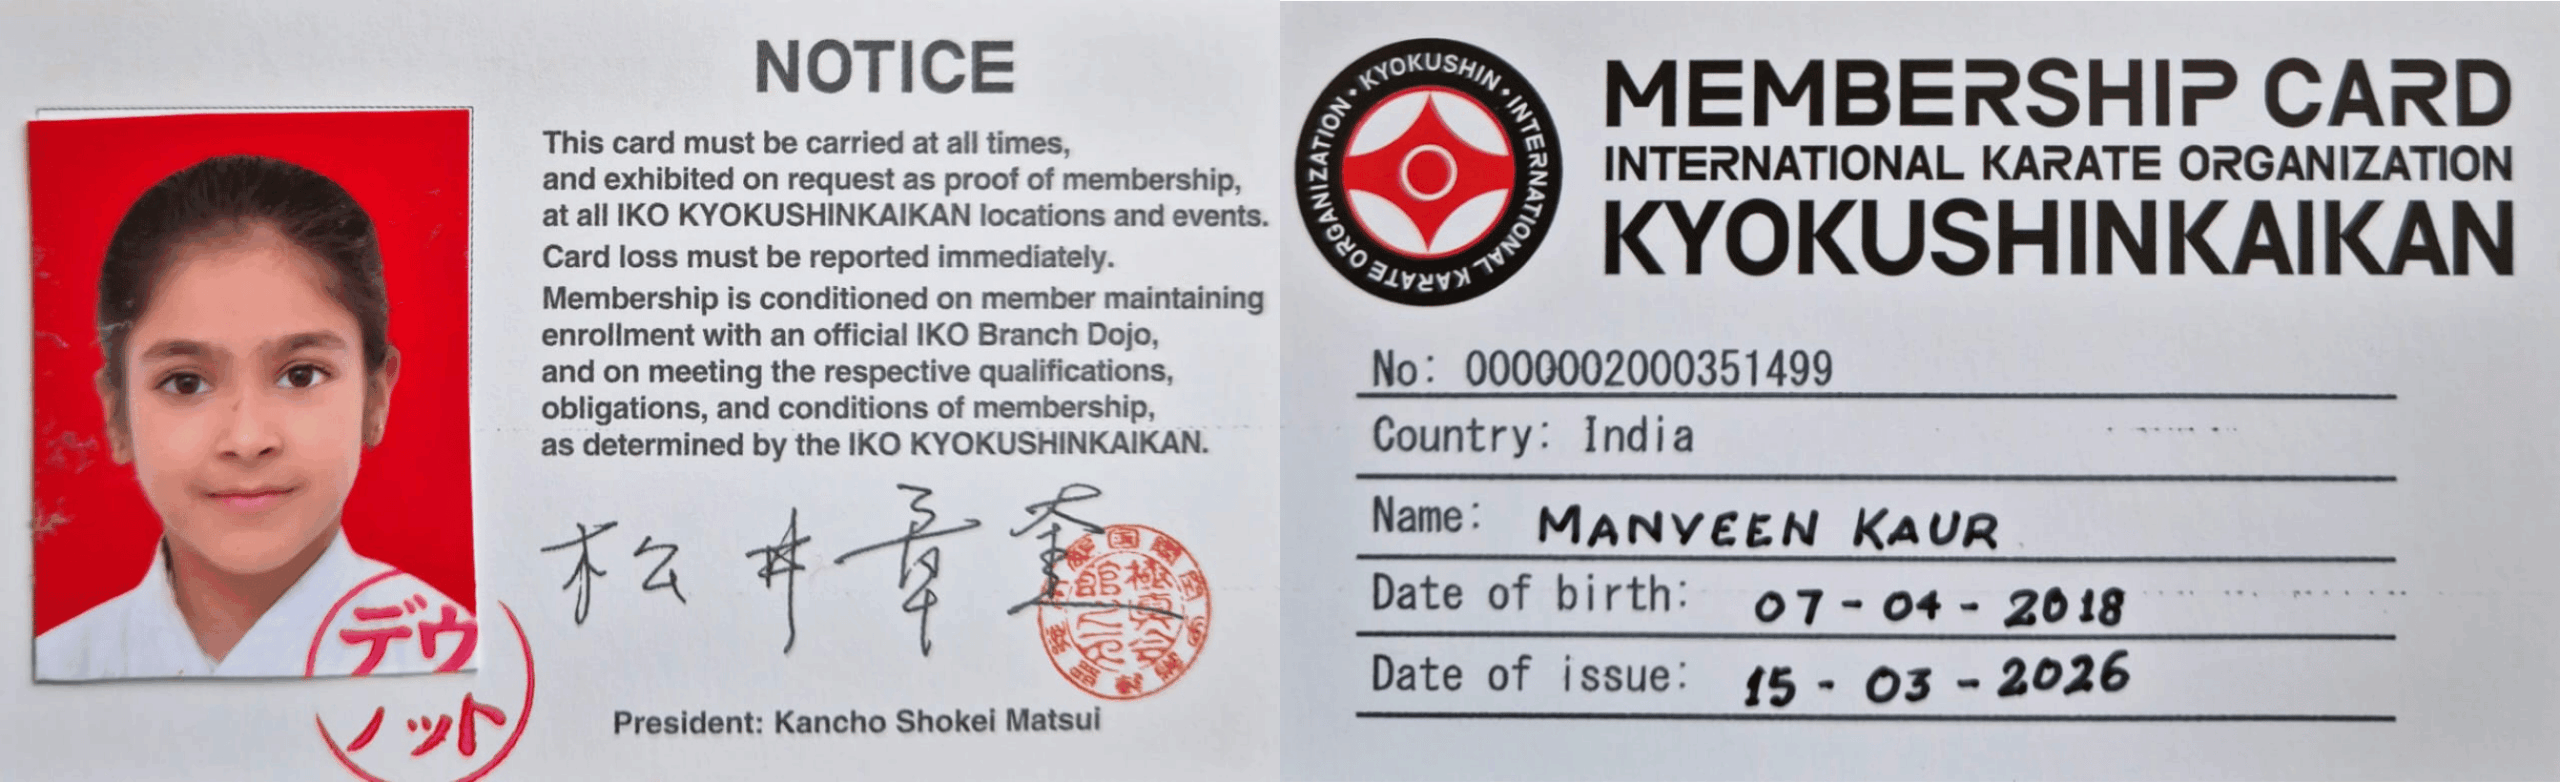 NOTICE
This card must be carried at all times,
and exhibited on request as proof of membership,
at all IKO KYOKUSHINKAIKAN locations and events.
Card loss must be reported immediately.
Membership is conditioned on member maintaining
enrollment with an official IKO Branch Dojo,
and on meeting the respective qualifications,
obligations, and conditions of membership,
as determined by the IKO KYOKUSHINKAIKAN.
松井章奎
President: Kancho Shokei Matsui
デウ
ノット
KYOKUSHIN • INTERNATIONAL KARATE ORGANIZATION •
MEMBERSHIP CARD
INTERNATIONAL KARATE ORGANIZATION
KYOKUSHINKAIKAN
No: 0000002000351499
Country: India
Name: MANVEEN KAUR
Date of birth: 07-04-2018
Date of issue: 15-03-2026